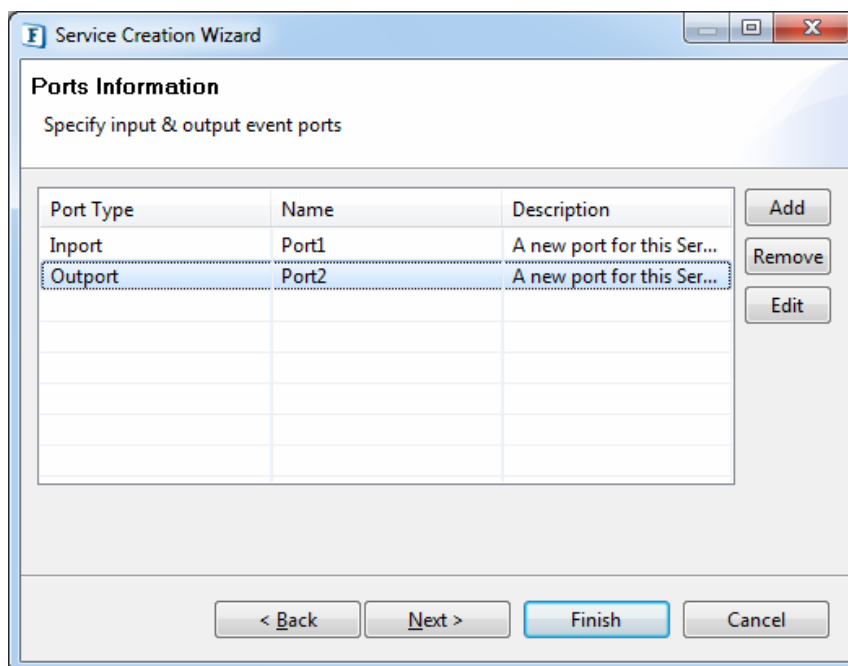 Service Creation Wizard
Ports Information
Specify input & output event ports
Port Type Name Description
Inport Port1 A new port for this Ser...
Outport Port2 A new port for this Ser...
Add
Remove
Edit
< Back Next > Finish Cancel